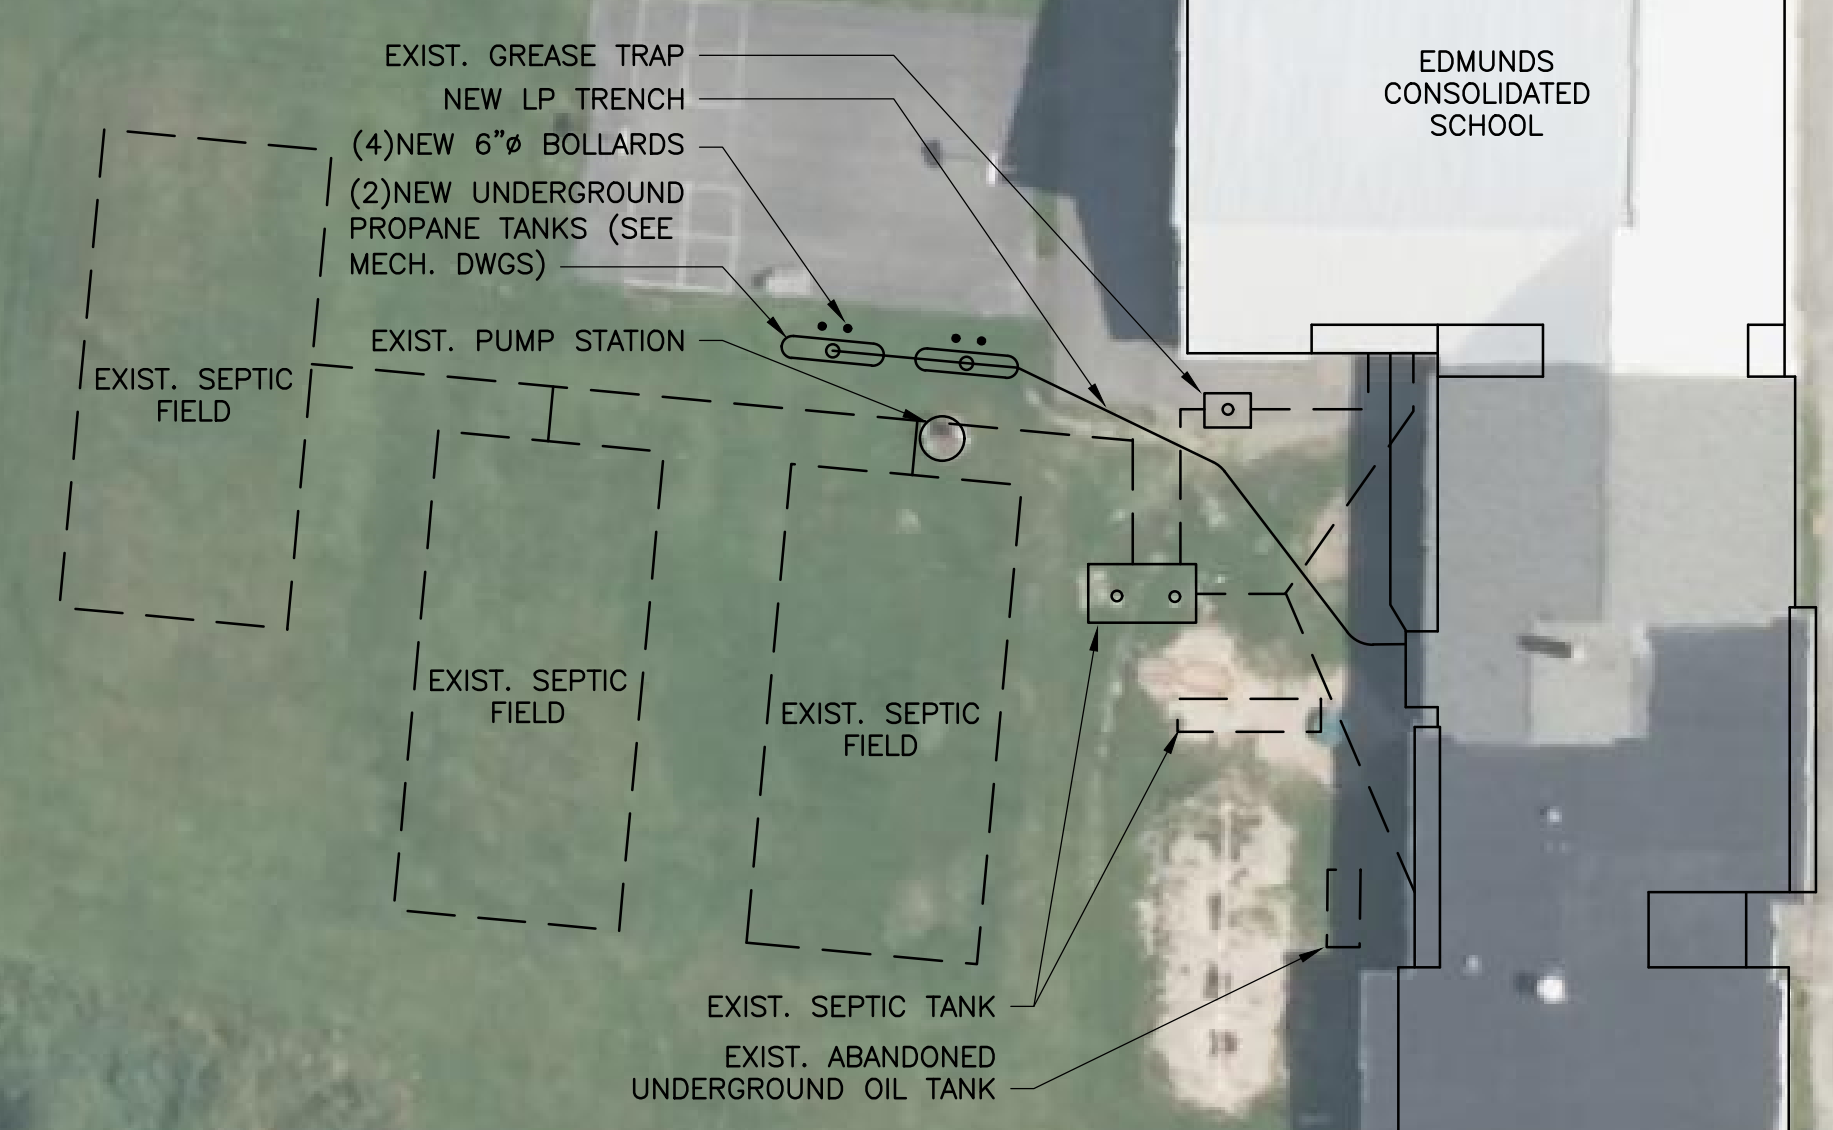 EXIST. GREASE TRAP
NEW LP TRENCH
(4)NEW 6"ø BOLLARDS
(2)NEW UNDERGROUND
PROPANE TANKS (SEE
MECH. DWGS)
EXIST. PUMP STATION
EDMUNDS
CONSOLIDATED
SCHOOL
EXIST. SEPTIC
FIELD
EXIST. SEPTIC
FIELD
EXIST. SEPTIC
FIELD
EXIST. SEPTIC TANK
EXIST. ABANDONED
UNDERGROUND OIL TANK